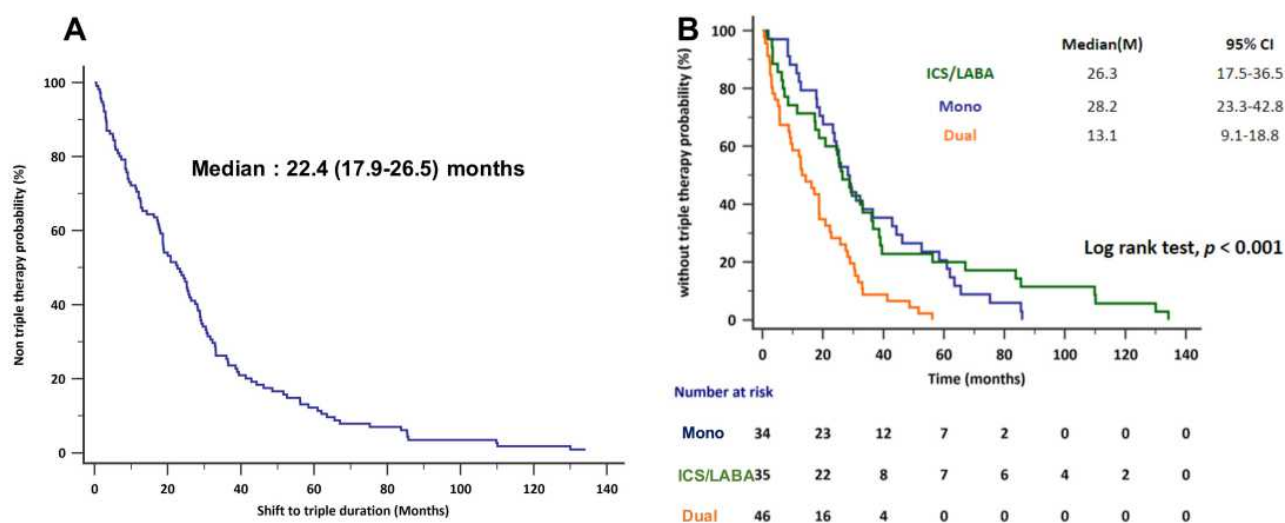 A
Non triple therapy probability (%)
100
80
60
40
20
0
Median : 22.4 (17.9-26.5) months
0 20 40 60 80 100 120 140
Shift to triple duration (Months)
B
without triple therapy probability (%)
100
80
60
40
20
0
Median(M) 95% CI
ICS/LABA 26.3 17.5-36.5
Mono 28.2 23.3-42.8
Dual 13.1 9.1-18.8
Log rank test, p < 0.001
0 20 40 60 80 100 120 140
Time (months)
Number at risk
Mono 34 23 12 7 2 0 0 0
ICS/LABA 35 22 8 7 6 4 2 0
Dual 46 16 4 0 0 0 0 0